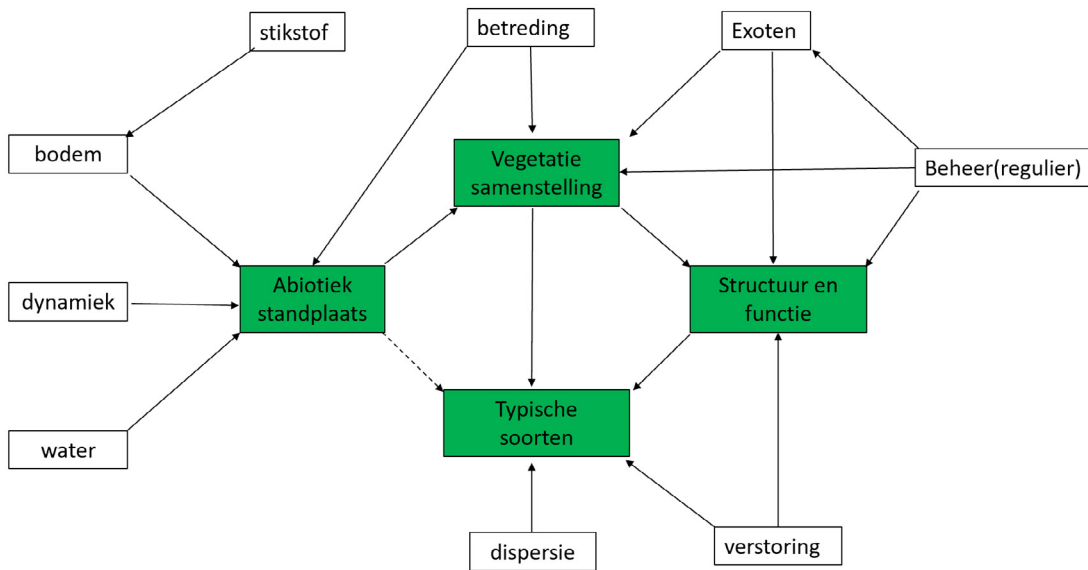 stikstof
betreding
Exoten
bodem
Vegetatie
samenstelling
Beheer(regulier)
dynamiek
Abiotiek
standplaats
Structuur en
functie
water
Typische
soorten
dispersie
verstoring